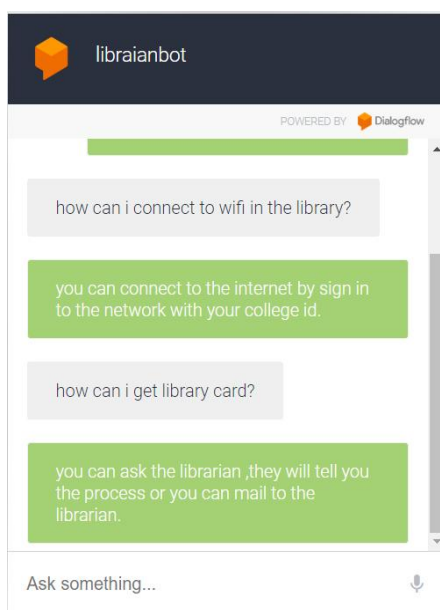 libraianbot
POWERED BY Dialogflow
how can i connect to wifi in the library?
you can connect to the internet by sign in
to the network with your college id.
how can i get library card?
you can ask the librarian ,they will tell you
the process or you can mail to the
librarian.
Ask something...